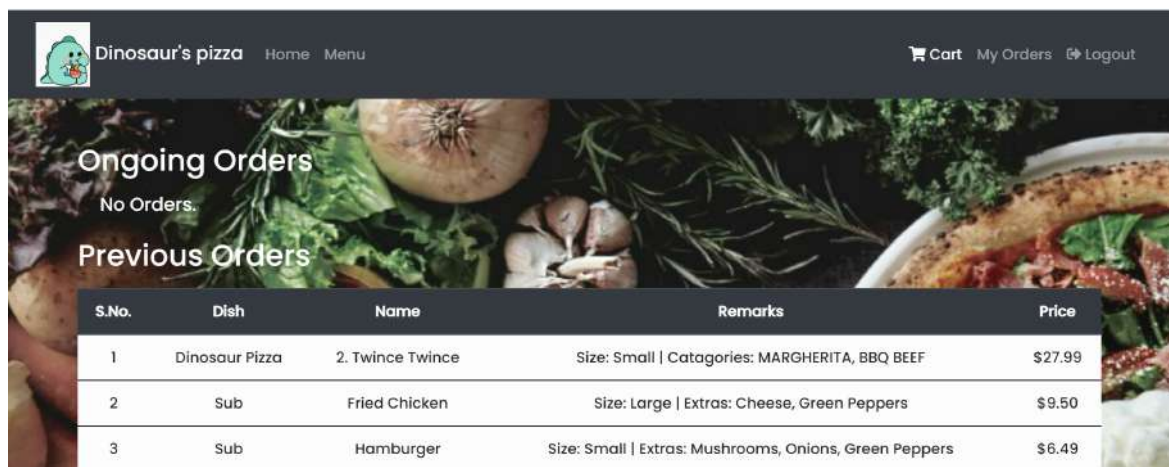 Dinosaur's pizza Home Menu Cart My Orders Logout
Ongoing Orders
No Orders.
Previous Orders
S.No. Dish Name Remarks Price
1 Dinosaur Pizza 2. Twince Twince Size: Small | Catagories: MARGHERITA, BBQ BEEF $27.99
2 Sub Fried Chicken Size: Large | Extras: Cheese, Green Peppers $9.50
3 Sub Hamburger Size: Small | Extras: Mushrooms, Onions, Green Peppers $6.49